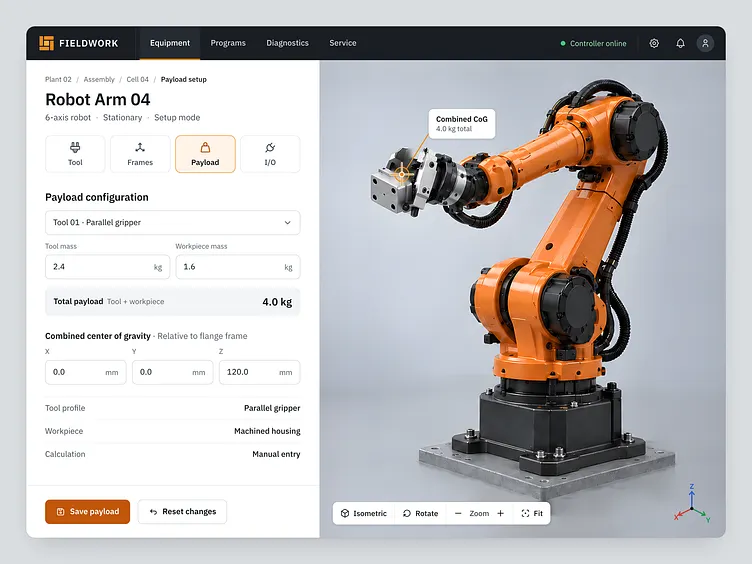 FIELDWORK
Equipment
Programs
Diagnostics
Service
Controller online
Plant 02 / Assembly / Cell 04 / Payload setup
Robot Arm 04
6-axis robot · Stationary · Setup mode
Tool
Frames
Payload
I/O
Payload configuration
Tool 01 · Parallel gripper
Tool mass
Workpiece mass
2.4 kg
1.6 kg
Total payload Tool + workpiece 4.0 kg
Combined center of gravity · Relative to flange frame
X
Y
Z
0.0 mm
0.0 mm
120.0 mm
Tool profile Parallel gripper
Workpiece Machined housing
Calculation Manual entry
Save payload
Reset changes
Combined CoG
4.0 kg total
Isometric
Rotate
− Zoom +
Fit
Z
X
Y